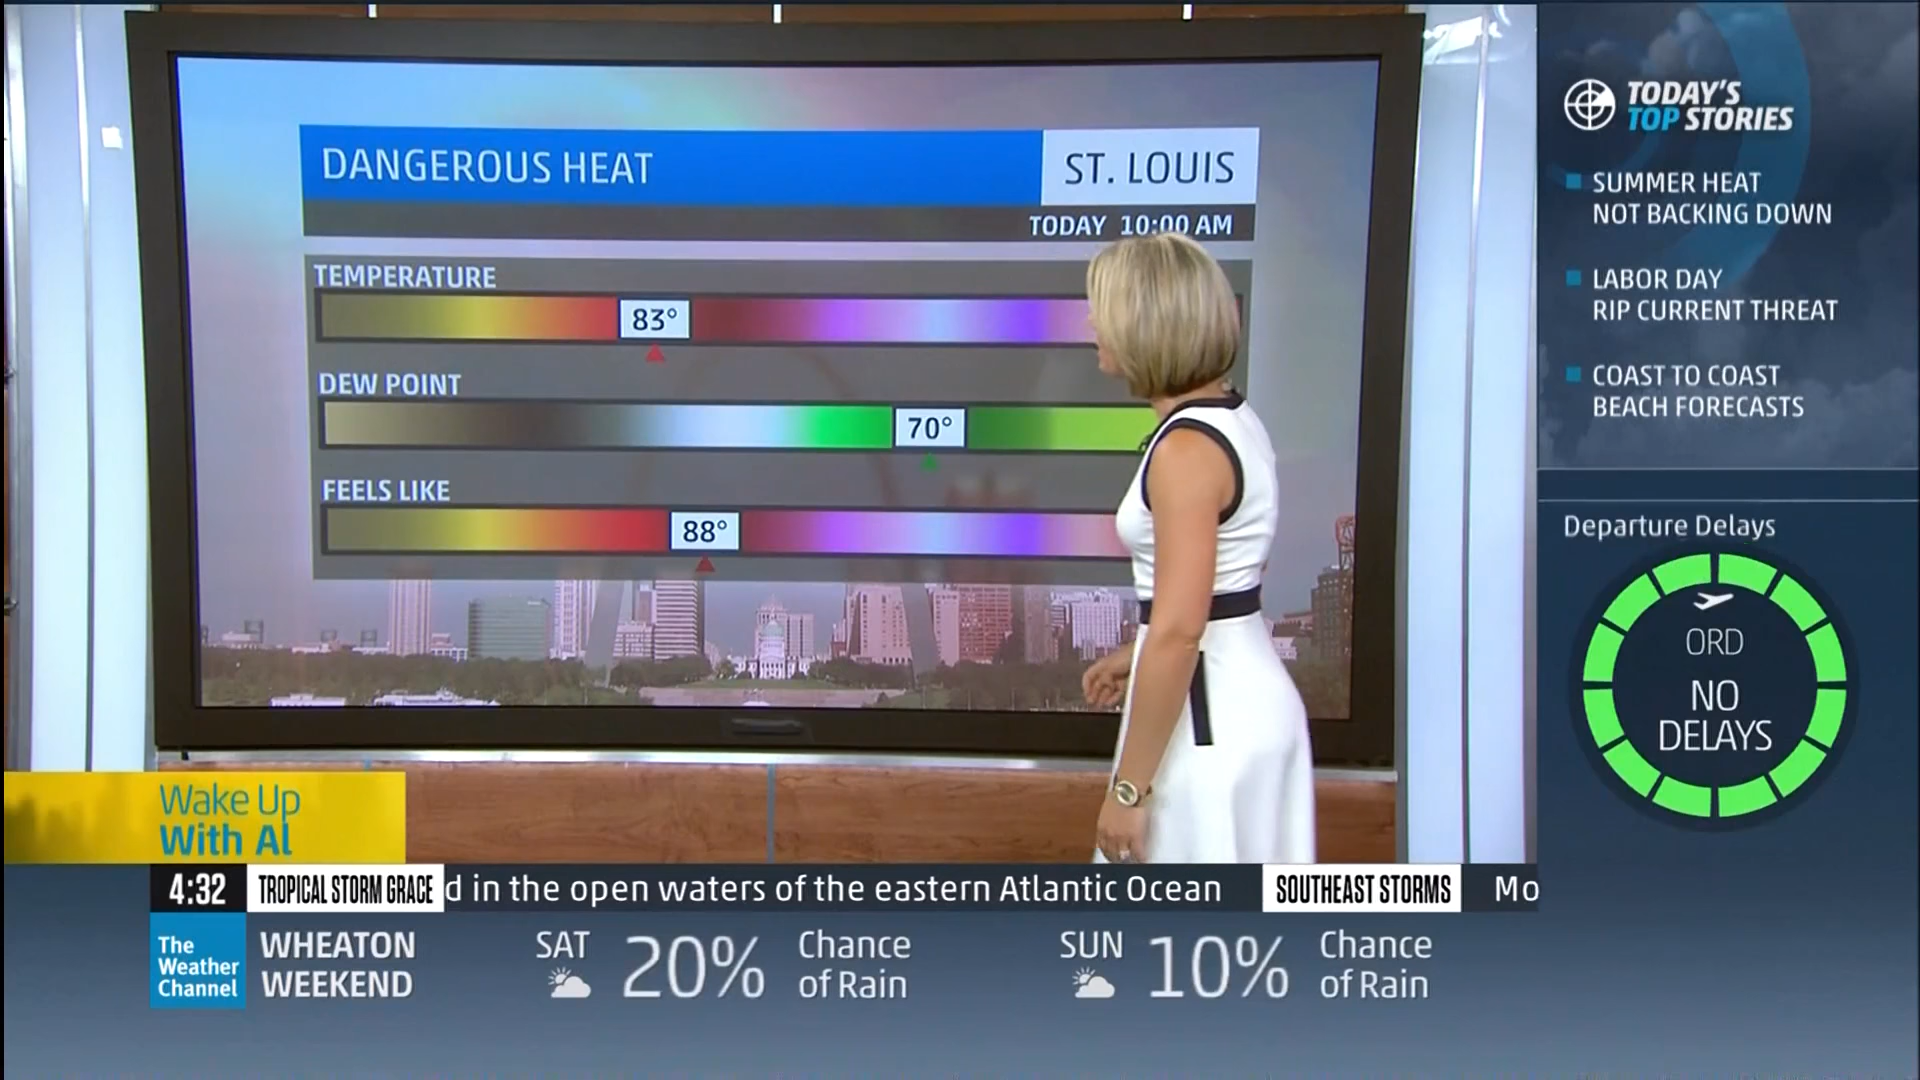 DANGEROUS HEAT
ST. LOUIS
TODAY 10:00 AM
TEMPERATURE
83°
DEW POINT
70°
FEELS LIKE
88°
TODAY'S
TOP STORIES
SUMMER HEAT
NOT BACKING DOWN
LABOR DAY
RIP CURRENT THREAT
COAST TO COAST
BEACH FORECASTS
Departure Delays
ORD
NO
DELAYS
Wake Up
With Al
4:32 TROPICAL STORM GRACE d in the open waters of the eastern Atlantic Ocean SOUTHEAST STORMS Mo
The
Weather
Channel
WHEATON
WEEKEND
SAT 20% Chance
of Rain
SUN 10% Chance
of Rain